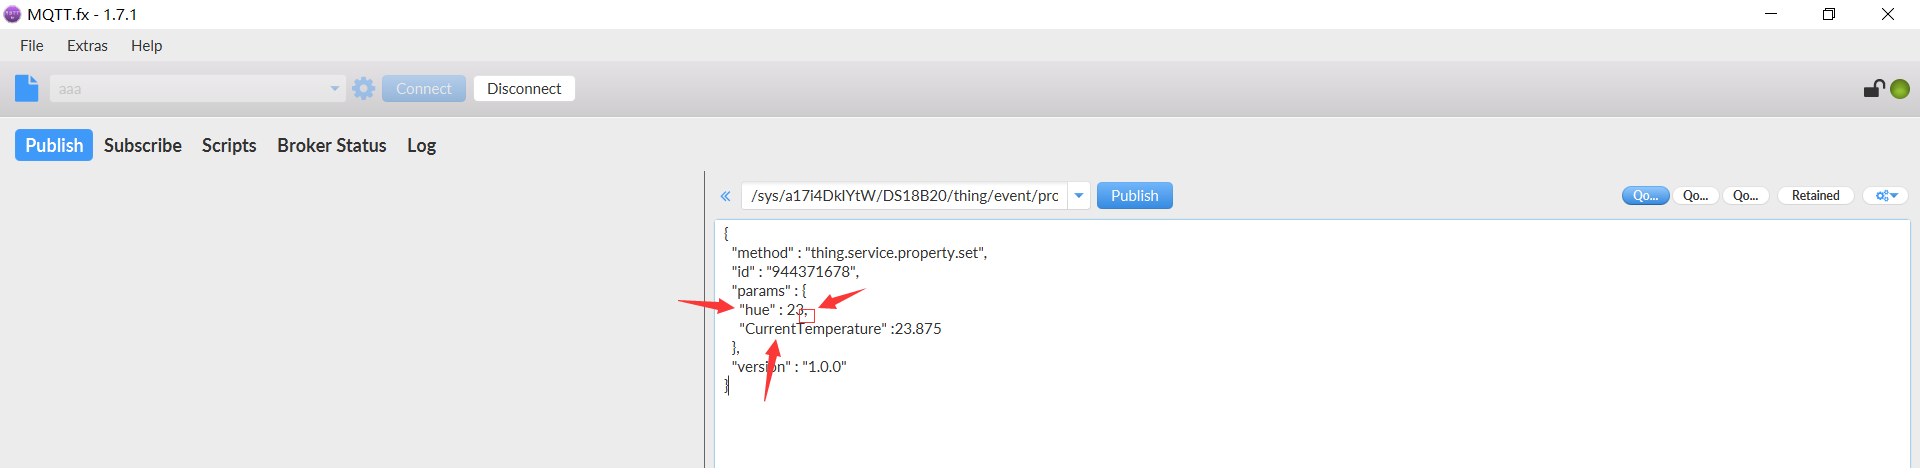 MQTT.fx - 1.7.1
File Extras Help
aaa Connect Disconnect
Publish Subscribe Scripts Broker Status Log
/sys/a17i4DkIYtW/DS18B20/thing/event/pro Publish Qo... Qo... Qo... Retained
{
"method" : "thing.service.property.set",
"id" : "944371678",
"params" : {
"hue" : 23,
"CurrentTemperature" :23.875
},
"version" : "1.0.0"
}